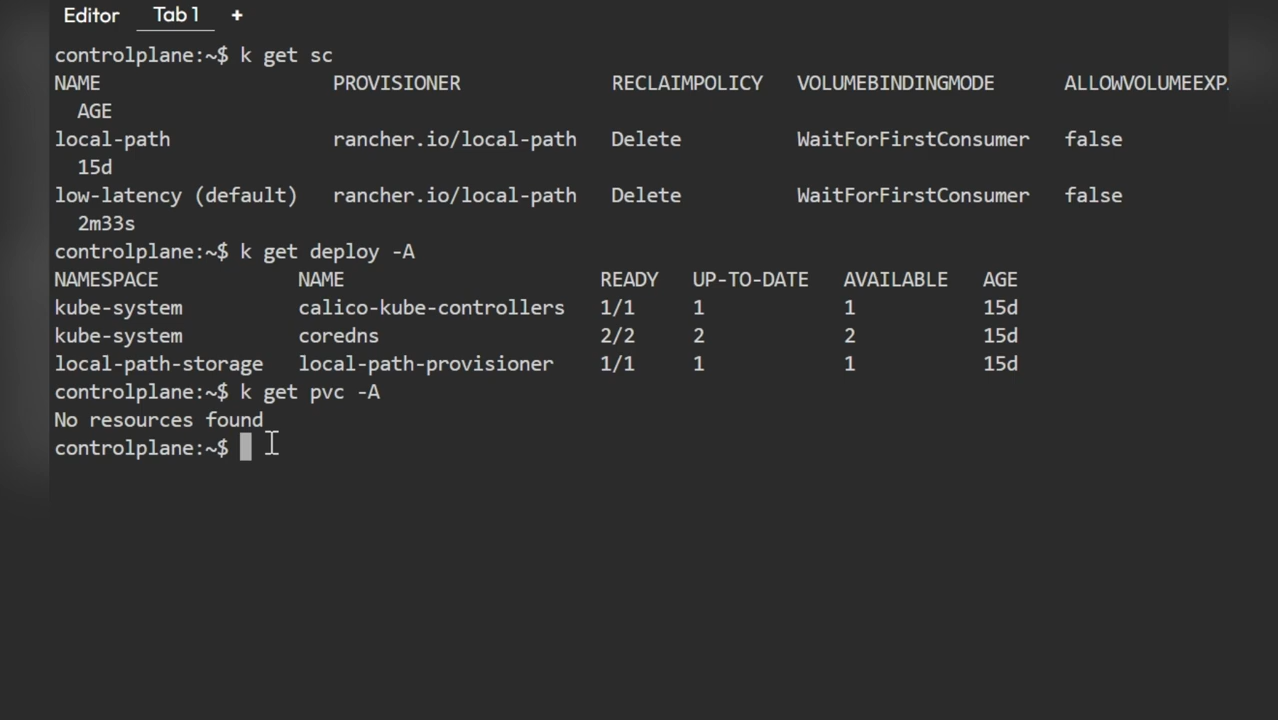 Editor Tab 1 +
controlplane:~$ k get sc
NAME PROVISIONER RECLAIMPOLICY VOLUMEBINDINGMODE ALLOWVOLUMEEXP
AGE
local-path rancher.io/local-path Delete WaitForFirstConsumer false
15d
low-latency (default) rancher.io/local-path Delete WaitForFirstConsumer false
2m33s
controlplane:~$ k get deploy -A
NAMESPACE NAME READY UP-TO-DATE AVAILABLE AGE
kube-system calico-kube-controllers 1/1 1 1 15d
kube-system coredns 2/2 2 2 15d
local-path-storage local-path-provisioner 1/1 1 1 15d
controlplane:~$ k get pvc -A
No resources found
controlplane:~$